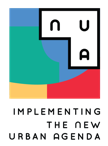 N U
A
IMPLEMENTING
THE NEW
URBAN AGENDA